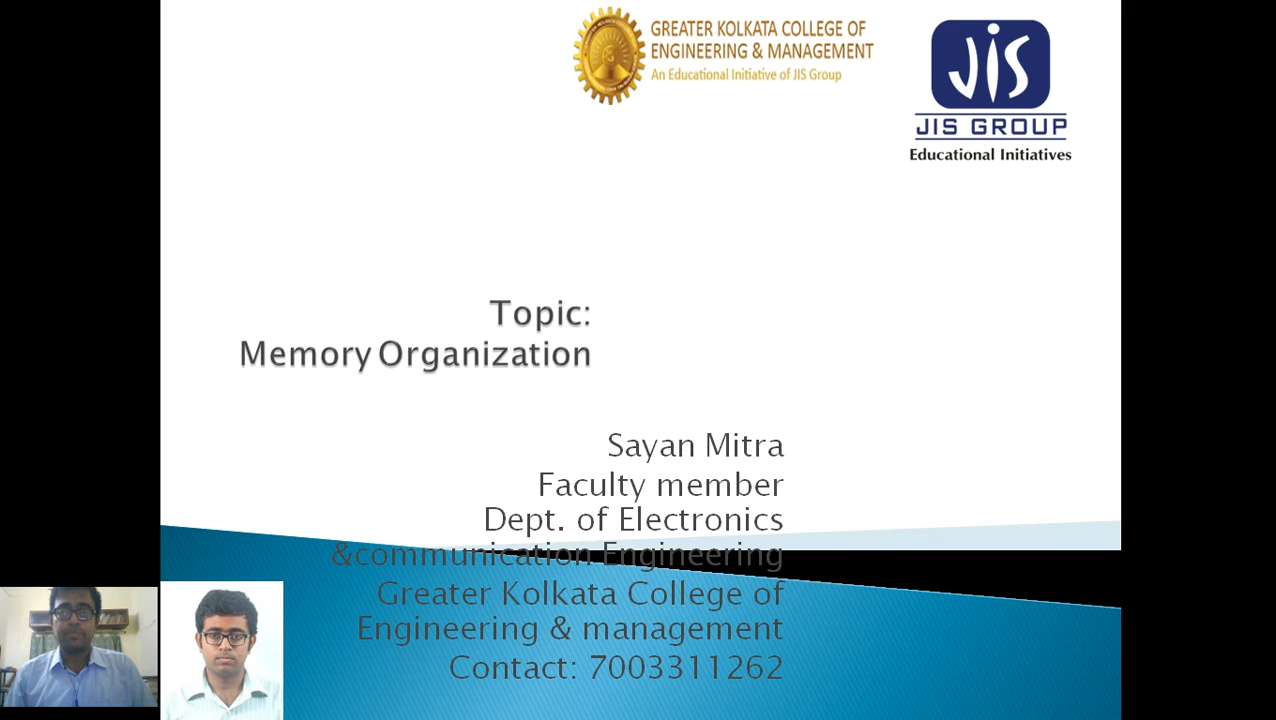 GREATER KOLKATA COLLEGE OF
ENGINEERING & MANAGEMENT
An Educational Initiative of JIS Group
JIS
JIS GROUP
Educational Initiatives
Topic:
Memory Organization
Sayan Mitra
Faculty member
Dept. of Electronics
&communication Engineering
Greater Kolkata College of
Engineering & management
Contact: 7003311262